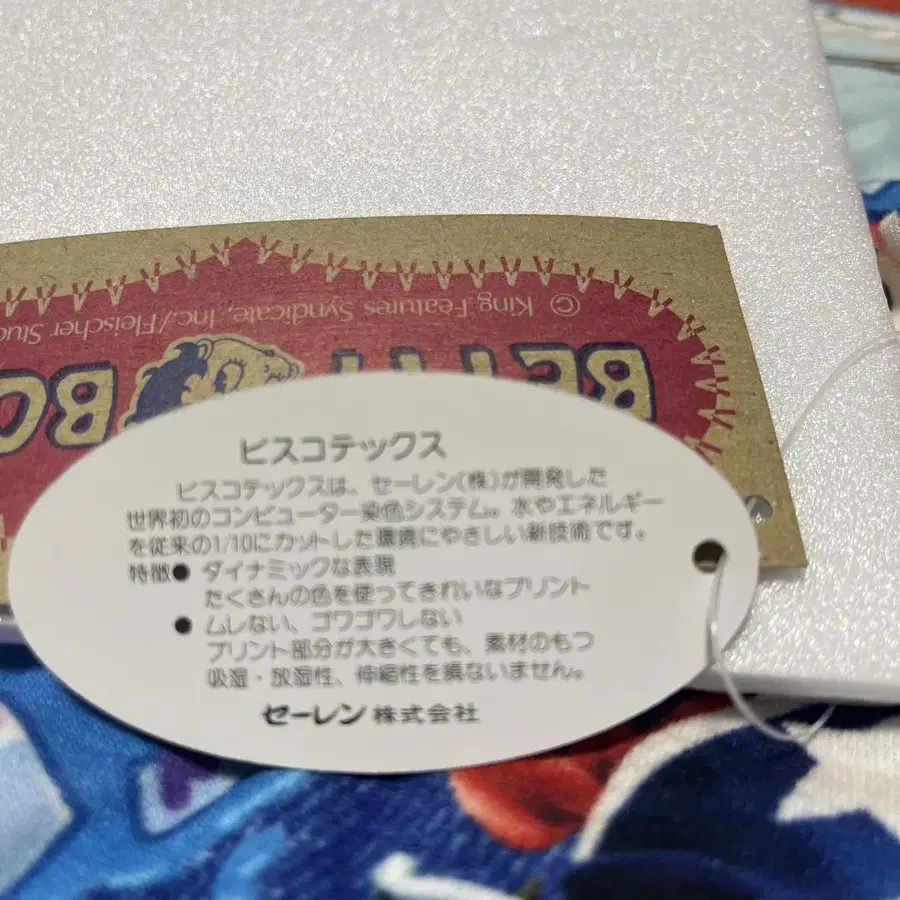 © King Features Syndicate, Inc./Fleischer Stud
BETTY BO
ビスコテックス
ビスコテックスは、セーレン(株)が開発した
世界初のコンピューター染色システム。水やエネルギー
を従来の1/10にカットした環境にやさしい新技術です。
特徴● ダイナミックな表現
たくさんの色を使ってきれいなプリント
● ムレない、ゴワゴワしない
プリント部分が大きくても、素材のもつ
吸湿・放湿性、伸縮性を損ないません。
セーレン株式会社